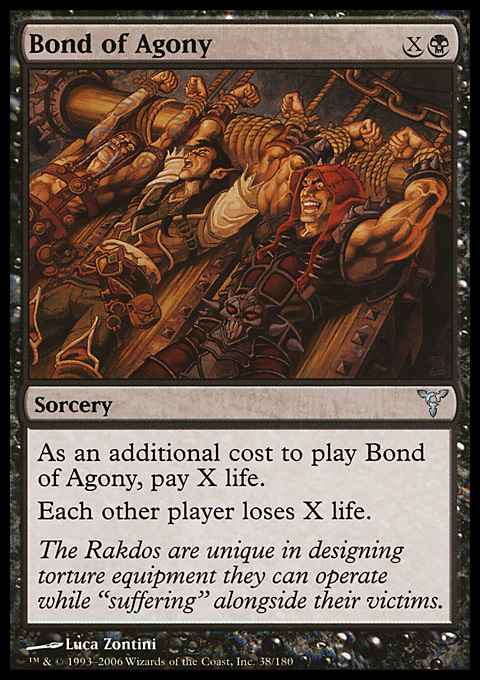 Bond of Agony X
Sorcery
As an additional cost to play Bond
of Agony, pay X life.
Each other player loses X life.
The Rakdos are unique in designing
torture equipment they can operate
while “suffering” alongside their victims.
Luca Zontini
™ & © 1993–2006 Wizards of the Coast, Inc. 38/180